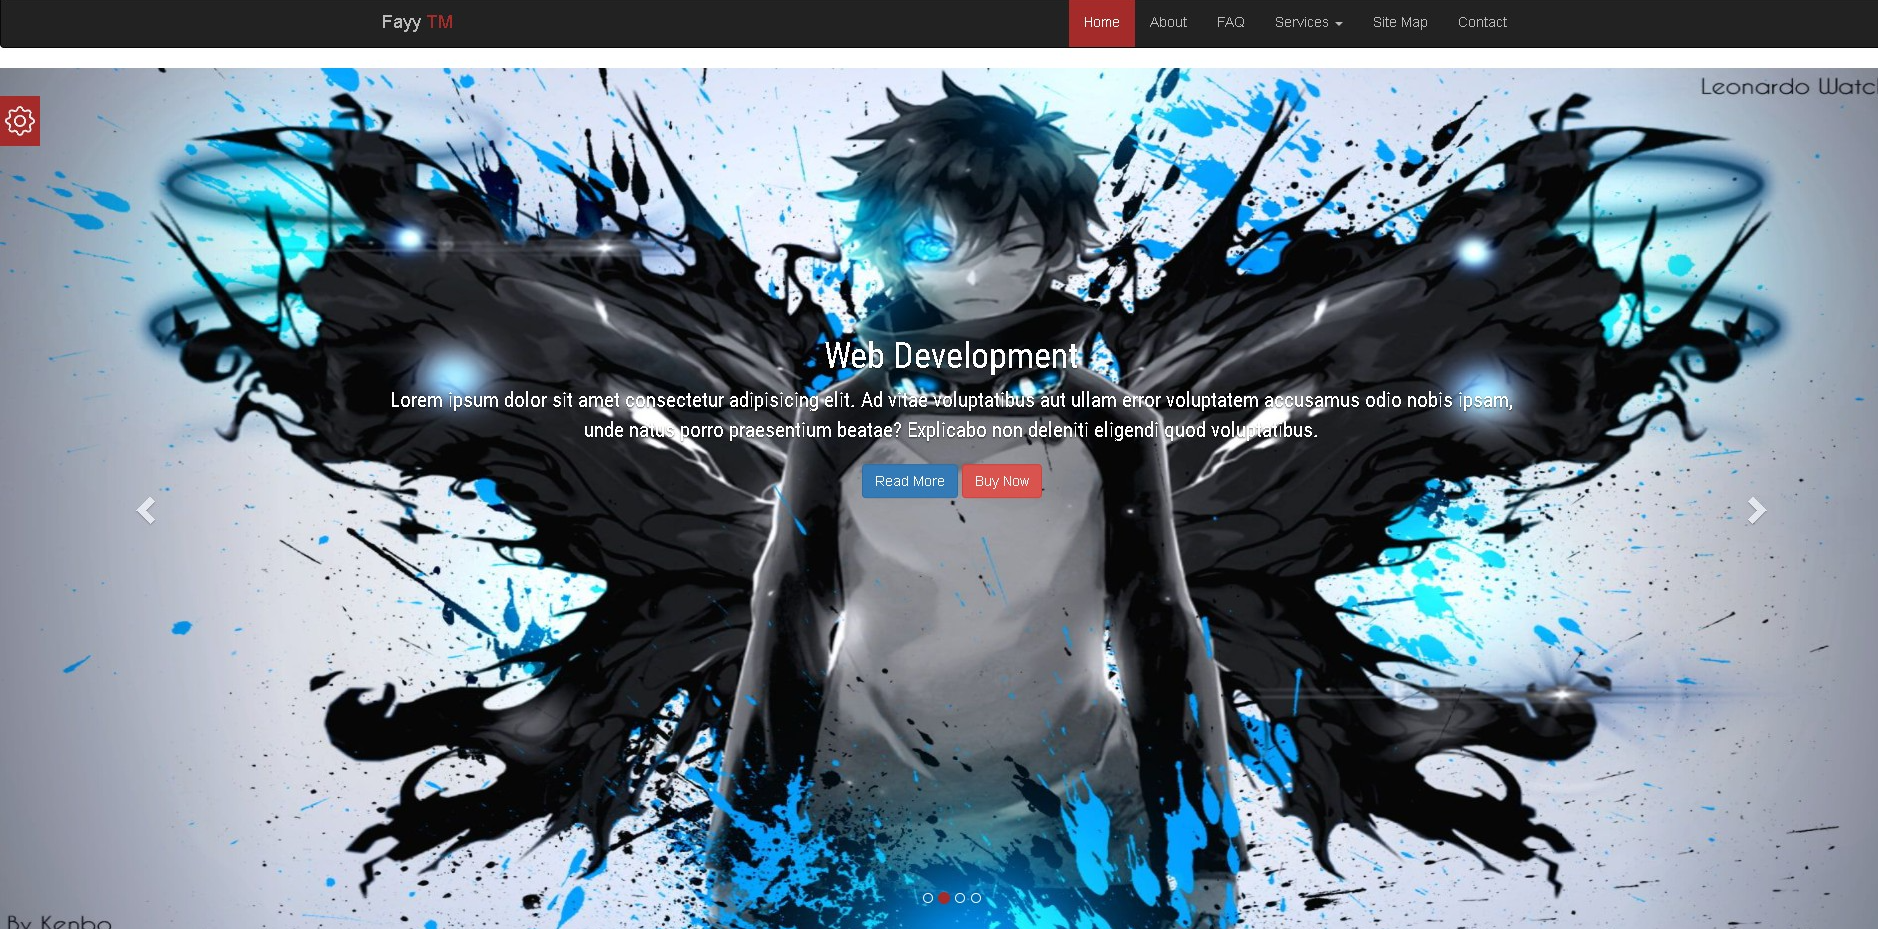 Fayy TM
Home About FAQ Services Site Map Contact
Leonardo Watch
Web Development
Lorem ipsum dolor sit amet consectetur adipisicing elit. Ad vitae voluptatibus aut ullam error voluptatem accusamus odio nobis ipsam,
unde natus porro praesentium beatae? Explicabo non deleniti eligendi quod voluptatibus.
Read More Buy Now
By Kenbo